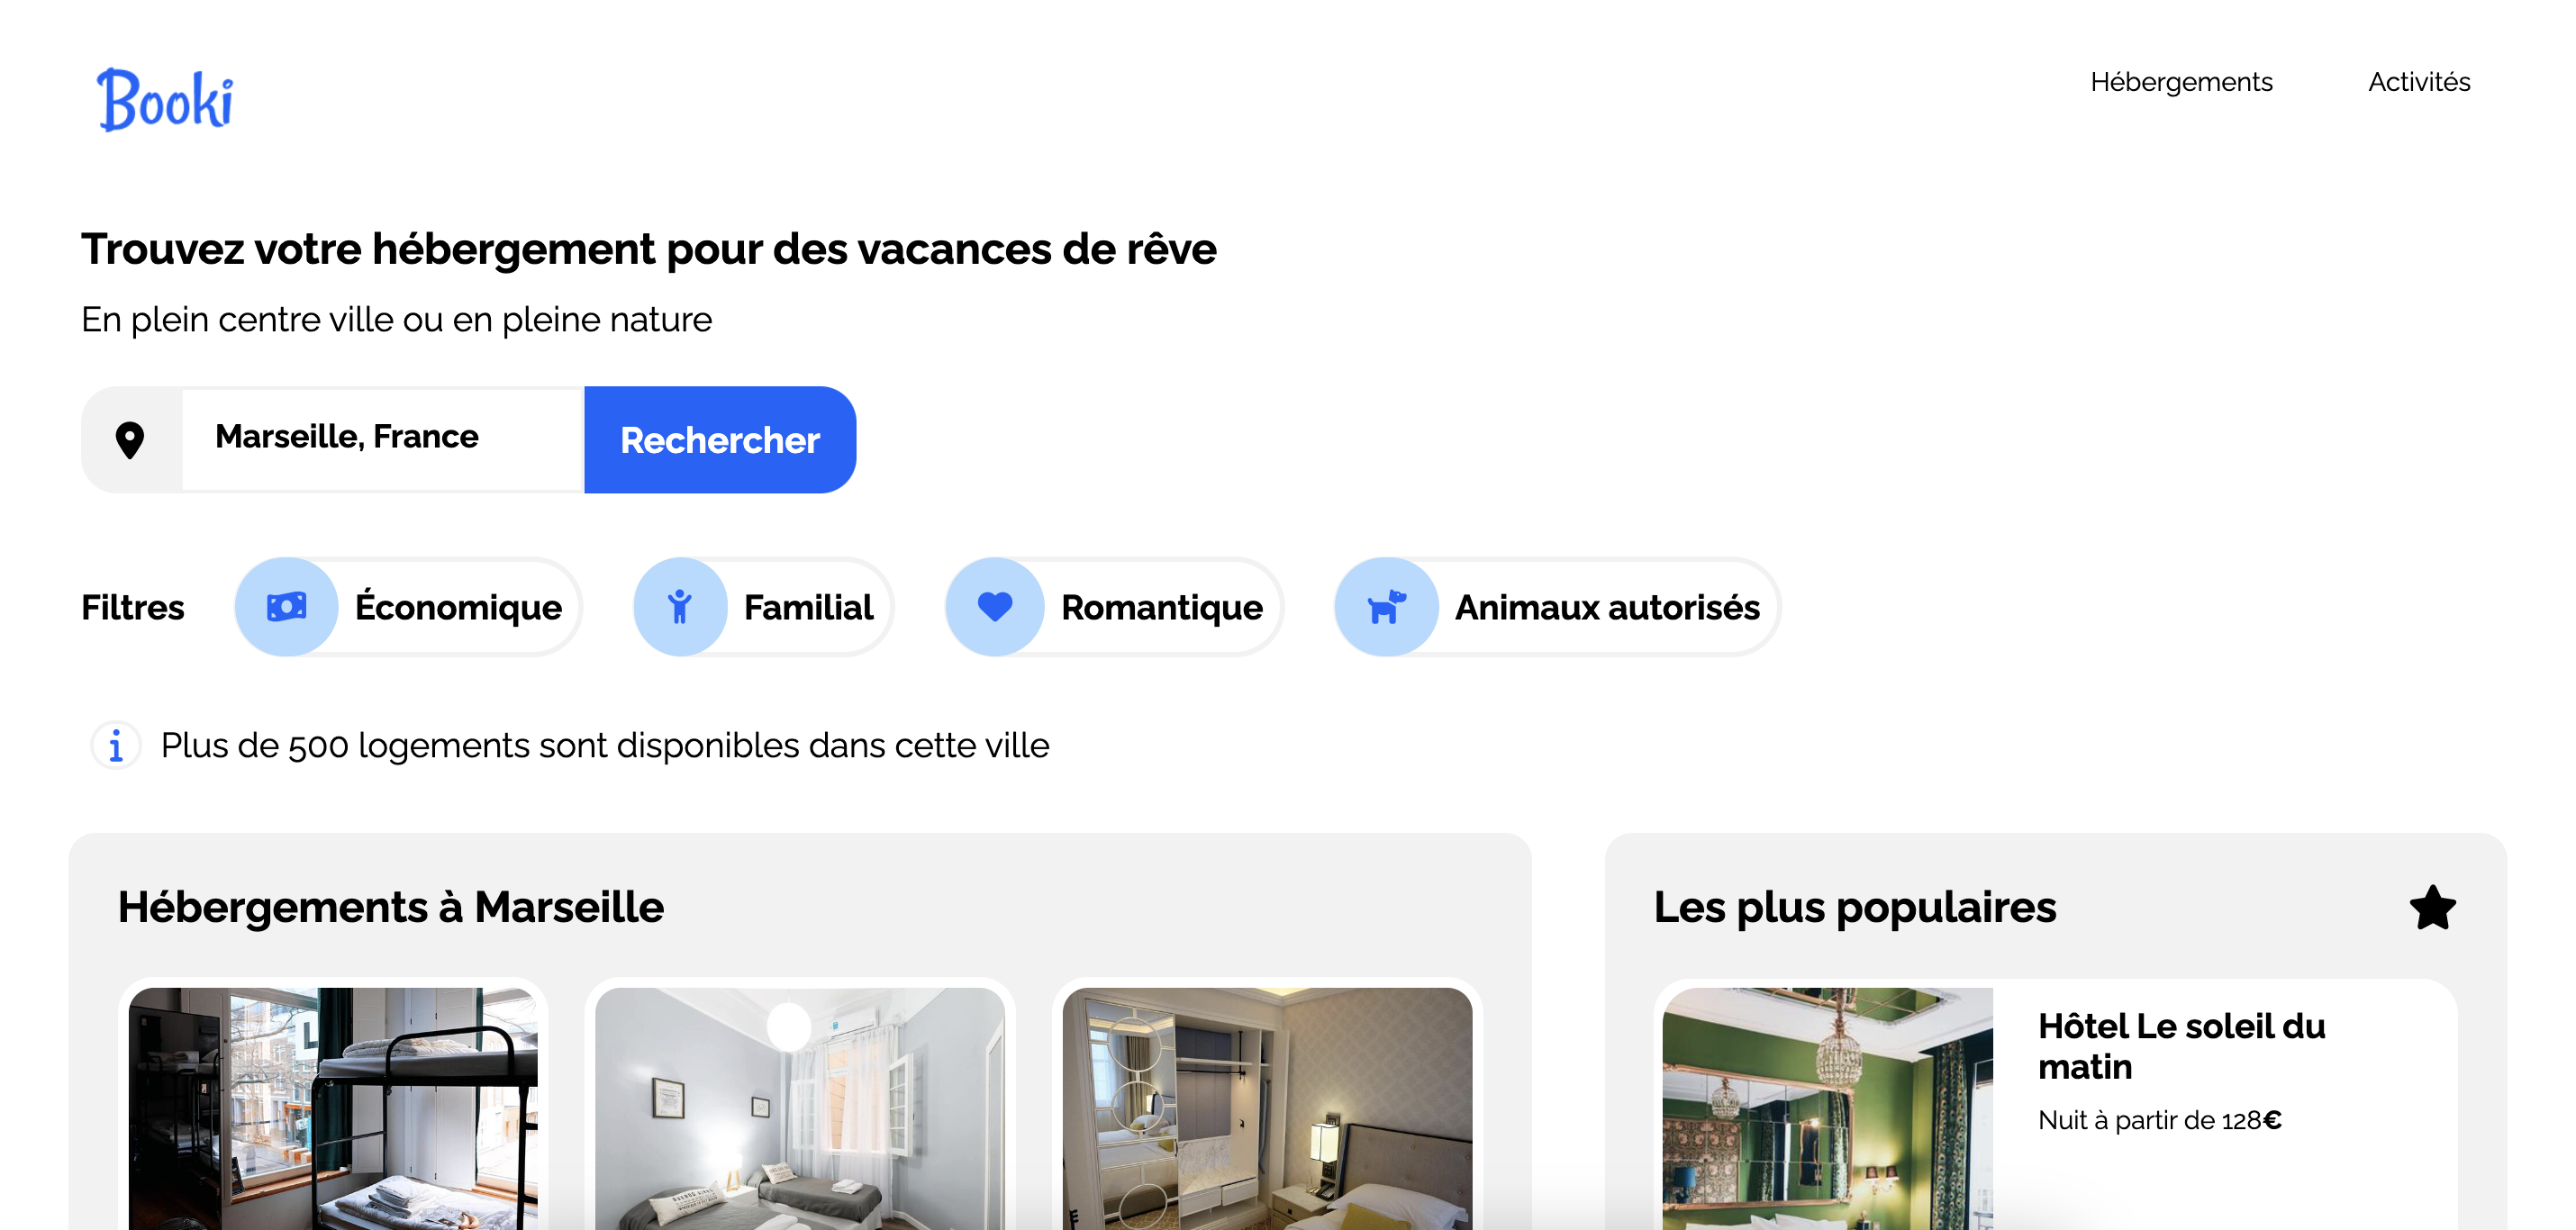 Booki
Hébergements
Activités
Trouvez votre hébergement pour des vacances de rêve
En plein centre ville ou en pleine nature
Marseille, France
Rechercher
Filtres
Économique
Familial
Romantique
Animaux autorisés
Plus de 500 logements sont disponibles dans cette ville
Hébergements à Marseille
Les plus populaires
Hôtel Le soleil du
matin
Nuit à partir de 128€